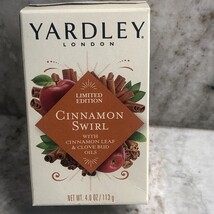 YARDLEY
LONDON
LIMITED
EDITION
CINNAMON
SWIRL
WITH
CINNAMON LEAF
& CLOVE BUD
OILS
NET WT. 4.0 OZ / 113 g